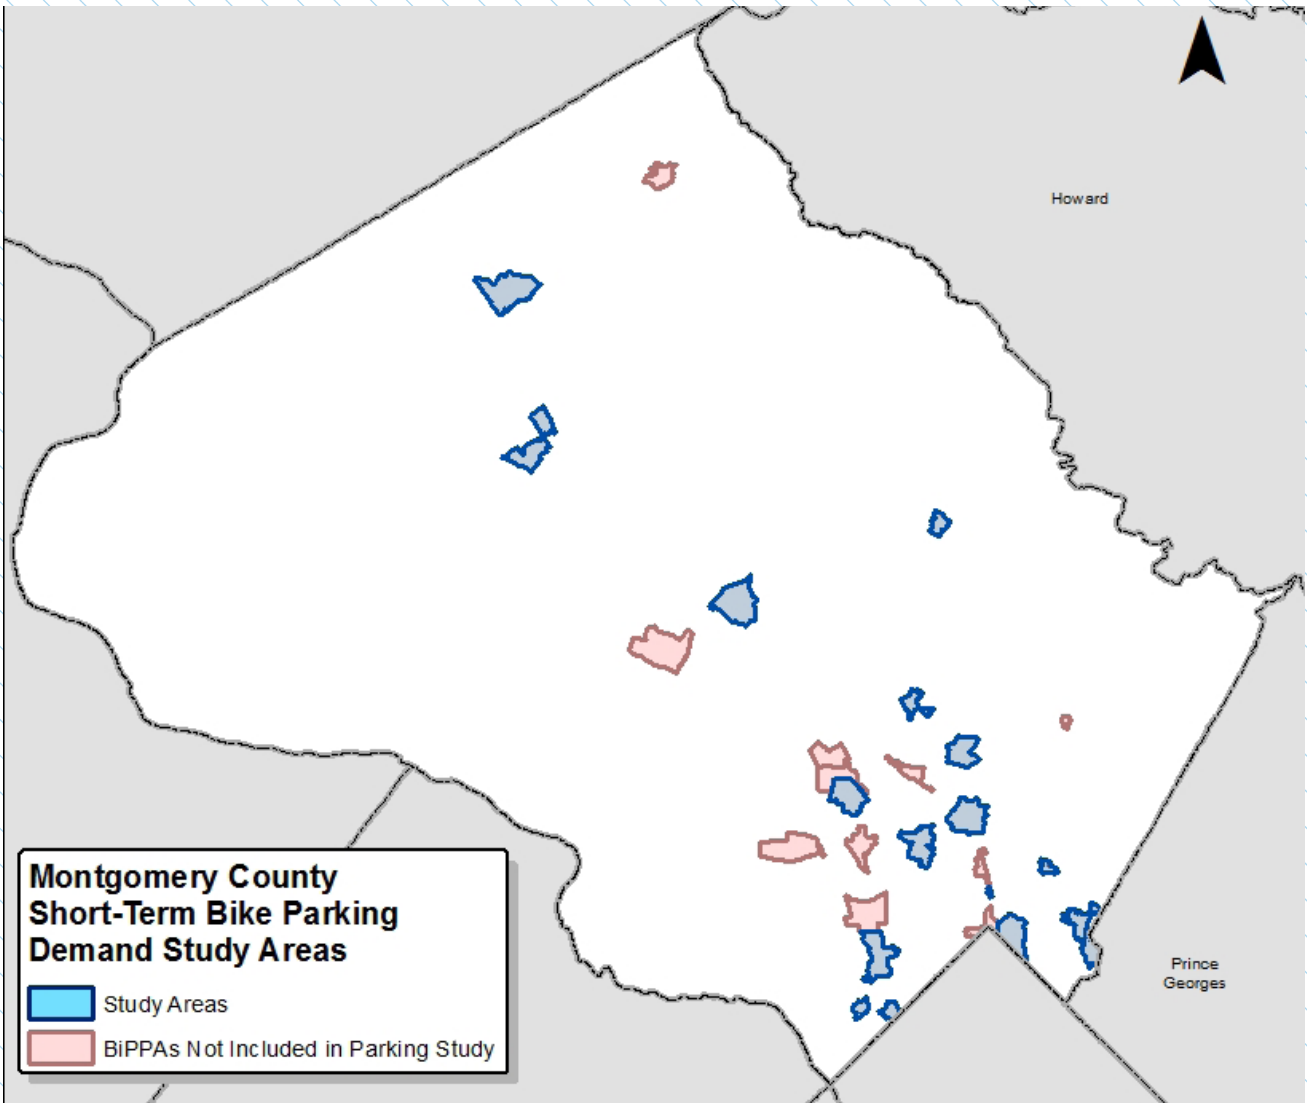 Howard
Montgomery County
Short-Term Bike Parking
Demand Study Areas
Study Areas
BiPPAs Not Included in Parking Study
Prince
Georges